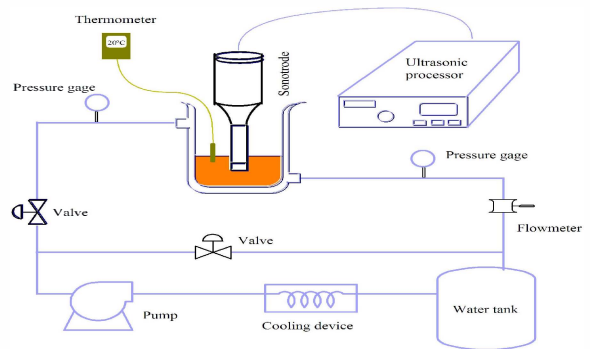 Thermometer
20°C
Sonotrode
Ultrasonic
processor
Pressure gage
Pressure gage
Valve
Flowmeter
Valve
Water tank
Pump
Cooling device